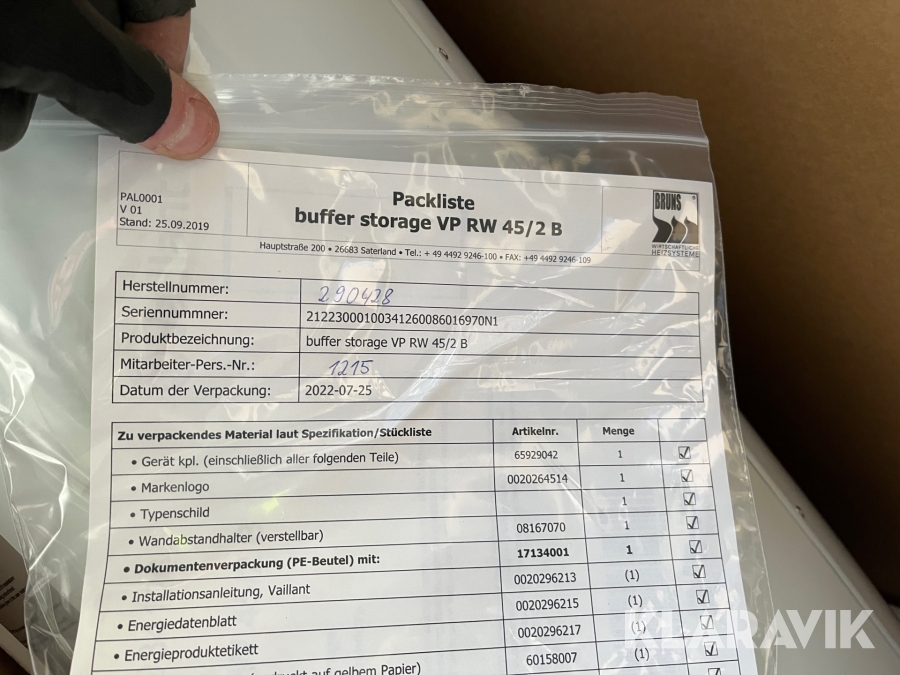 Packliste
buffer storage VP RW 45/2 B
PAL0001
V 01
Stand: 25.09.2019
BRUNS
WIRTSCHAFTLICHE
HEIZSYSTEME
Hauptstraße 200 • 26683 Saterland • Tel.: + 49 4492 9246-100 • FAX: +49 4492 9246-109
Herstellnummer: 290428
Seriennummner: 21223000100341260086016970N1
Produktbezeichnung: buffer storage VP RW 45/2 B
Mitarbeiter-Pers.-Nr.: 1215
Datum der Verpackung: 2022-07-25
Zu verpackendes Material laut Spezifikation/Stückliste Artikelnr. Menge
• Gerät kpl. (einschließlich aller folgenden Teile) 65929042 1
• Markenlogo 0020264514 1
• Typenschild 1
• Wandabstandhalter (verstellbar) 08167070 1
• Dokumentenverpackung (PE-Beutel) mit: 17134001 1
• Installationsanleitung, Vaillant 0020296213 (1)
• Energiedatenblatt 0020296215 (1)
• Energieproduktetikett 0020296217 (1)
auf gelbem Papier) 60158007 (1)
KLARAVIK